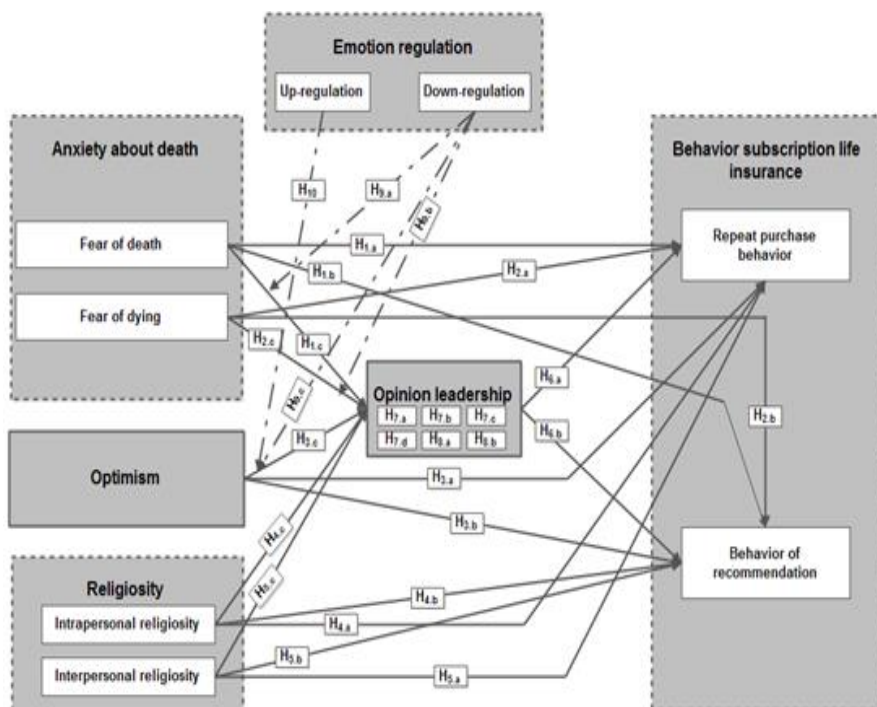 Emotion regulation
Up-regulation
Down-regulation
Anxiety about death
Fear of death
Fear of dying
Optimism
Religiosity
Intrapersonal religiosity
Interpersonal religiosity
Opinion leadership
H7.a H7.b H7.c
H7.d H8.a H8.b
Behavior subscription life
insurance
Repeat purchase
behavior
Behavior of
recommendation
H10
H9.a
H9.b
H1.a
H1.b
H2.a
H1.c
H2.c
H9.c
H3.c
H6.a
H6.b
H2.b
H3.a
H3.b
H4.c
H5.c
H4.b
H4.a
H5.b
H5.a